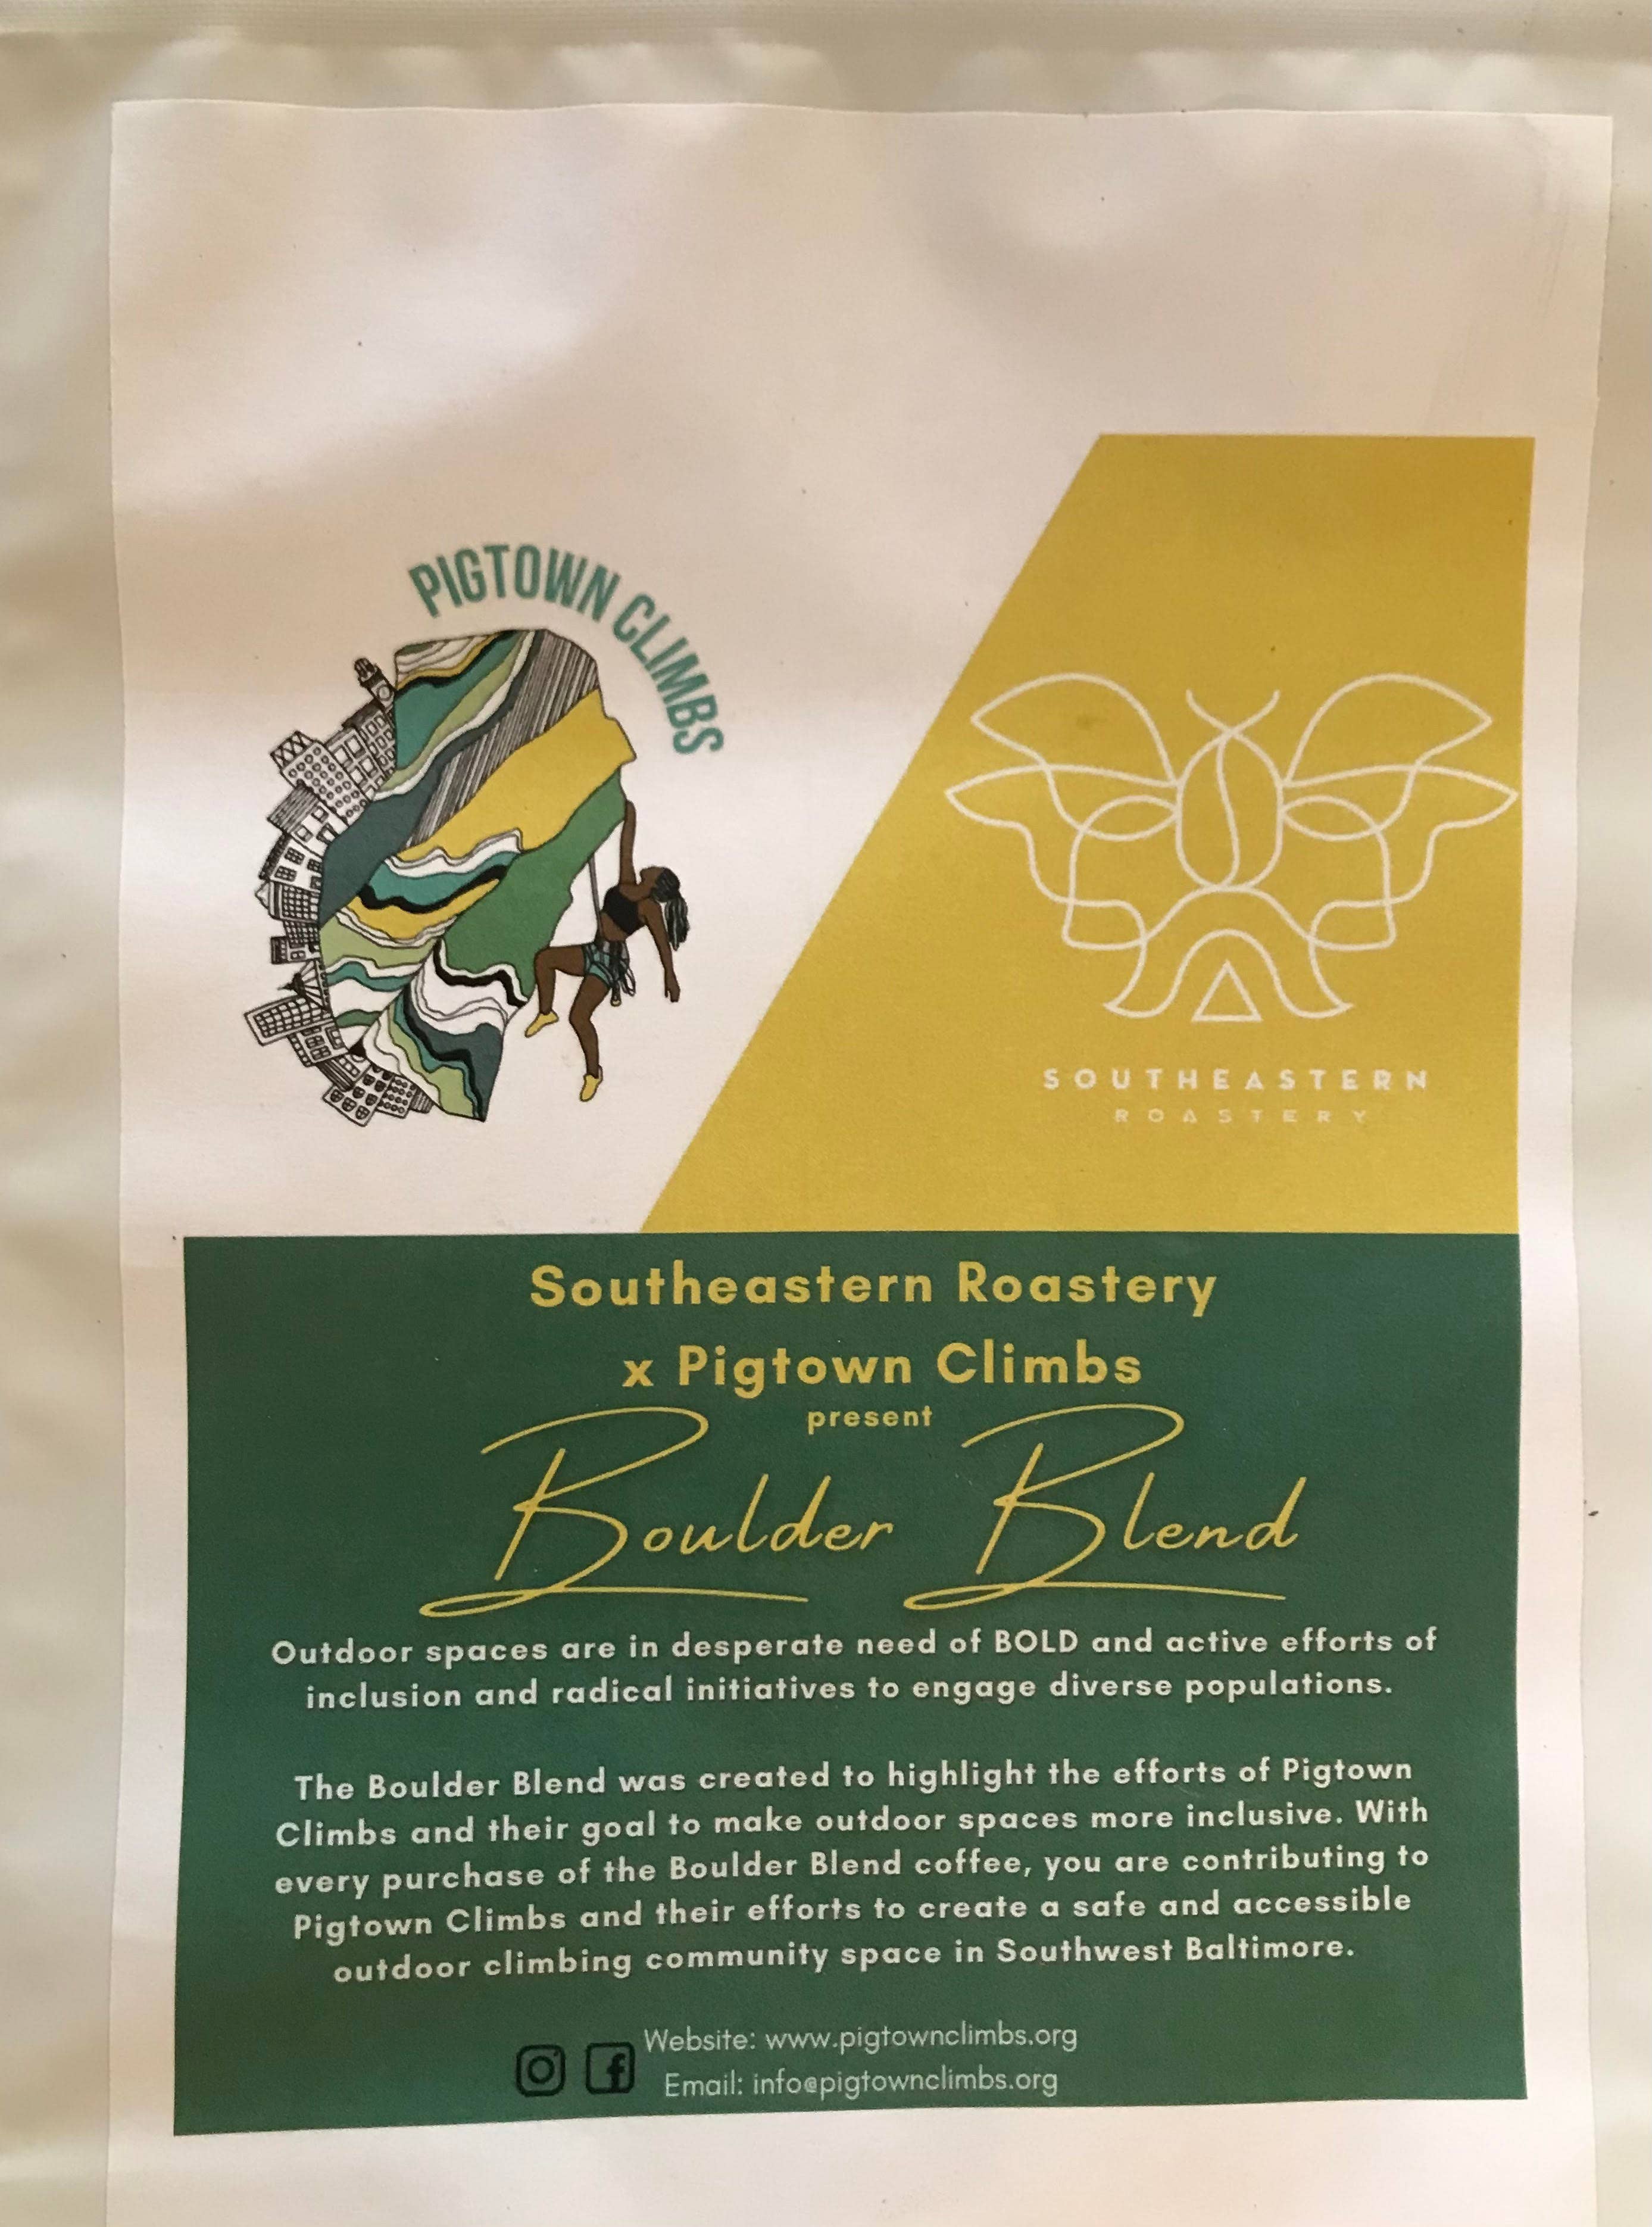 PIGTOWN CLIMBS
SOUTHEASTERN
ROASTERY
Southeastern Roastery
x Pigtown Climbs
present
Boulder Blend
Outdoor spaces are in desperate need of BOLD and active efforts of
inclusion and radical initiatives to engage diverse populations.
The Boulder Blend was created to highlight the efforts of Pigtown
Climbs and their goal to make outdoor spaces more inclusive. With
every purchase of the Boulder Blend coffee, you are contributing to
Pigtown Climbs and their efforts to create a safe and accessible
outdoor climbing community space in Southwest Baltimore.
Website: www.pigtownclimbs.org
Email: info@pigtownclimbs.org